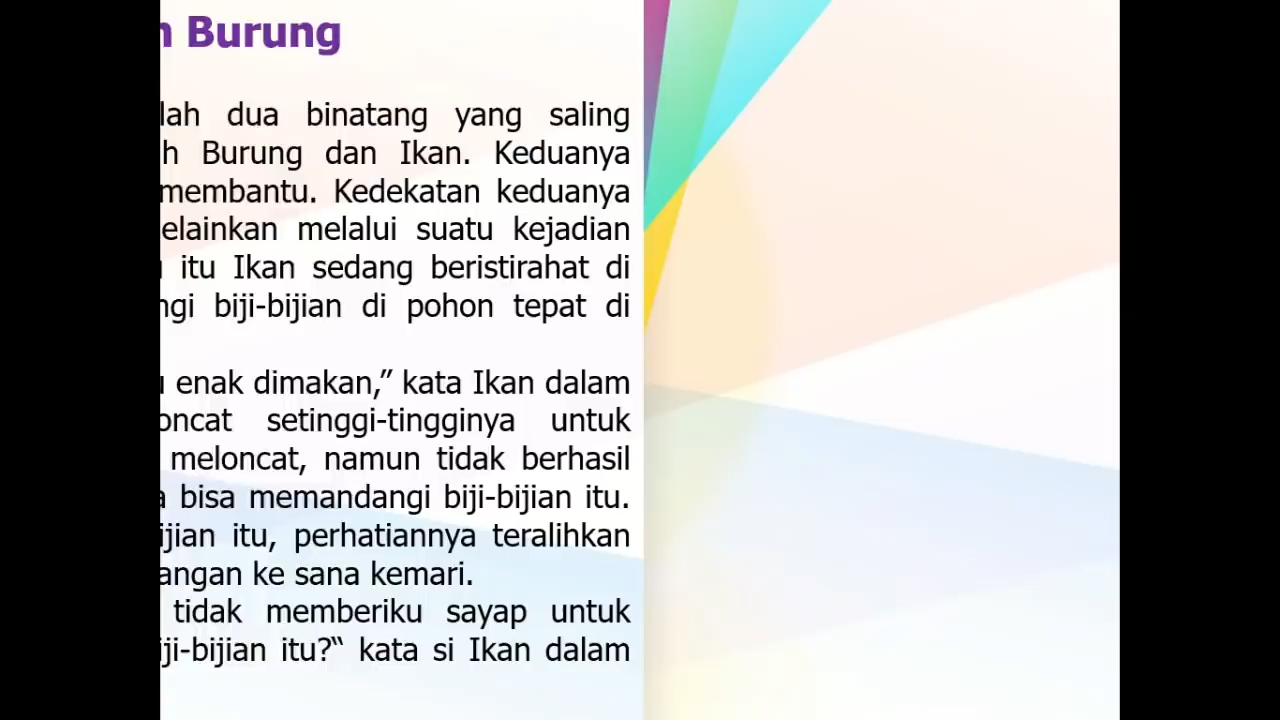 Burung
dua binatang yang saling
Burung dan Ikan. Keduanya
membantu. Kedekatan keduanya
elainkan melalui suatu kejadian
itu Ikan sedang beristirahat di
biji-bijian di pohon tepat di
enak dimakan,” kata Ikan dalam
oncat setinggi-tingginya untuk
meloncat, namun tidak berhasil
bisa memandangi biji-bijian itu.
ijian itu, perhatiannya teralihkan
angan ke sana kemari.
tidak memberiku sayap untuk
ji-bijian itu?“ kata si Ikan dalam